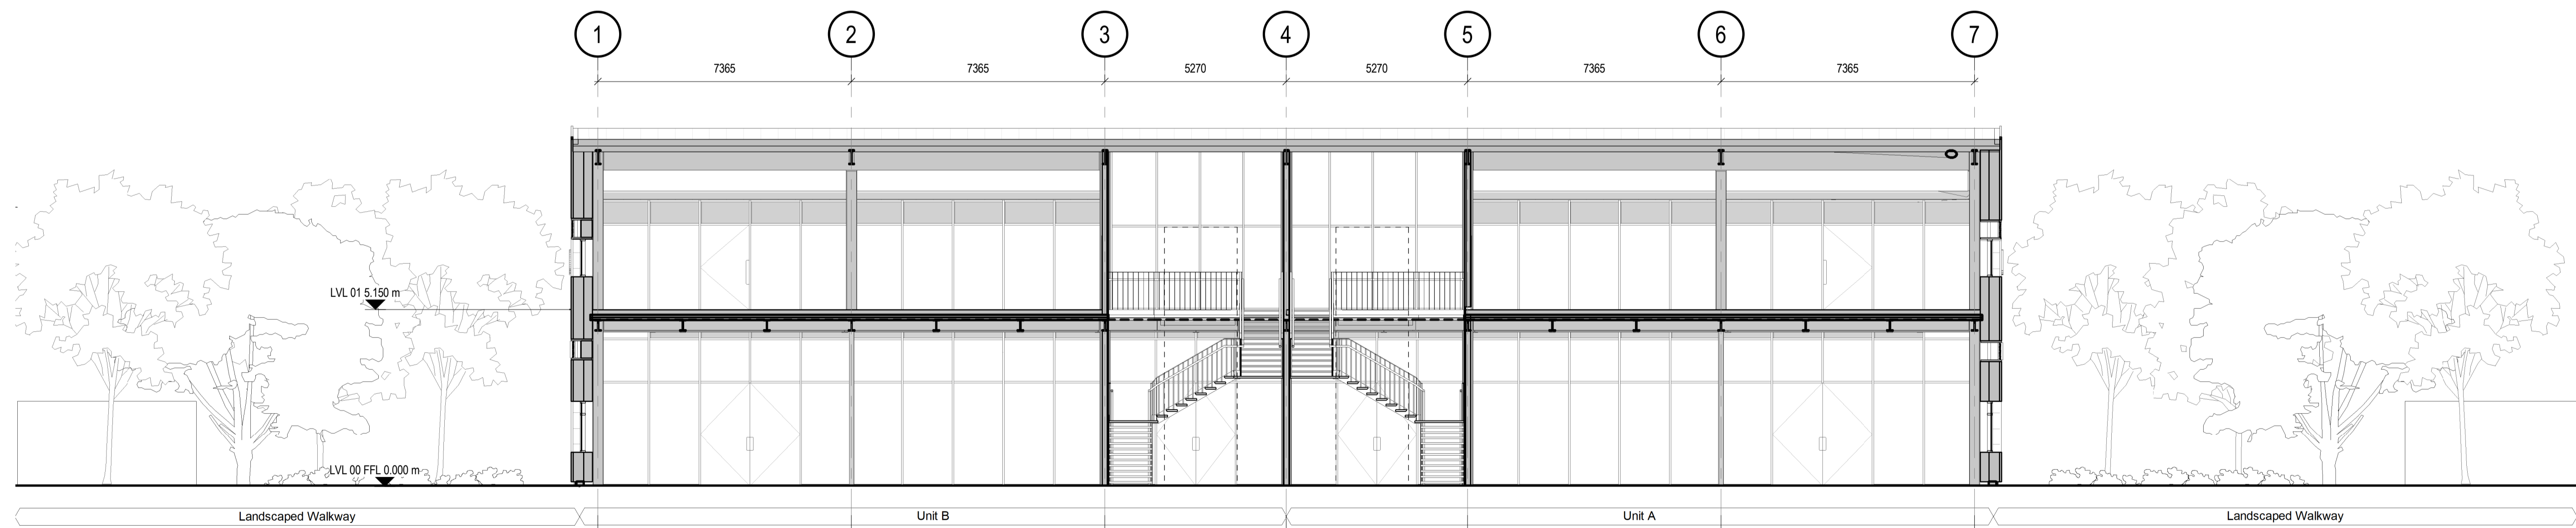 1 2 3 4 5 6 7
7365 7365 5270 5270 7365 7365
LVL 01 5.150 m
LVL 00 FFL 0.000 m
Landscaped Walkway Unit B Unit A Landscaped Walkway